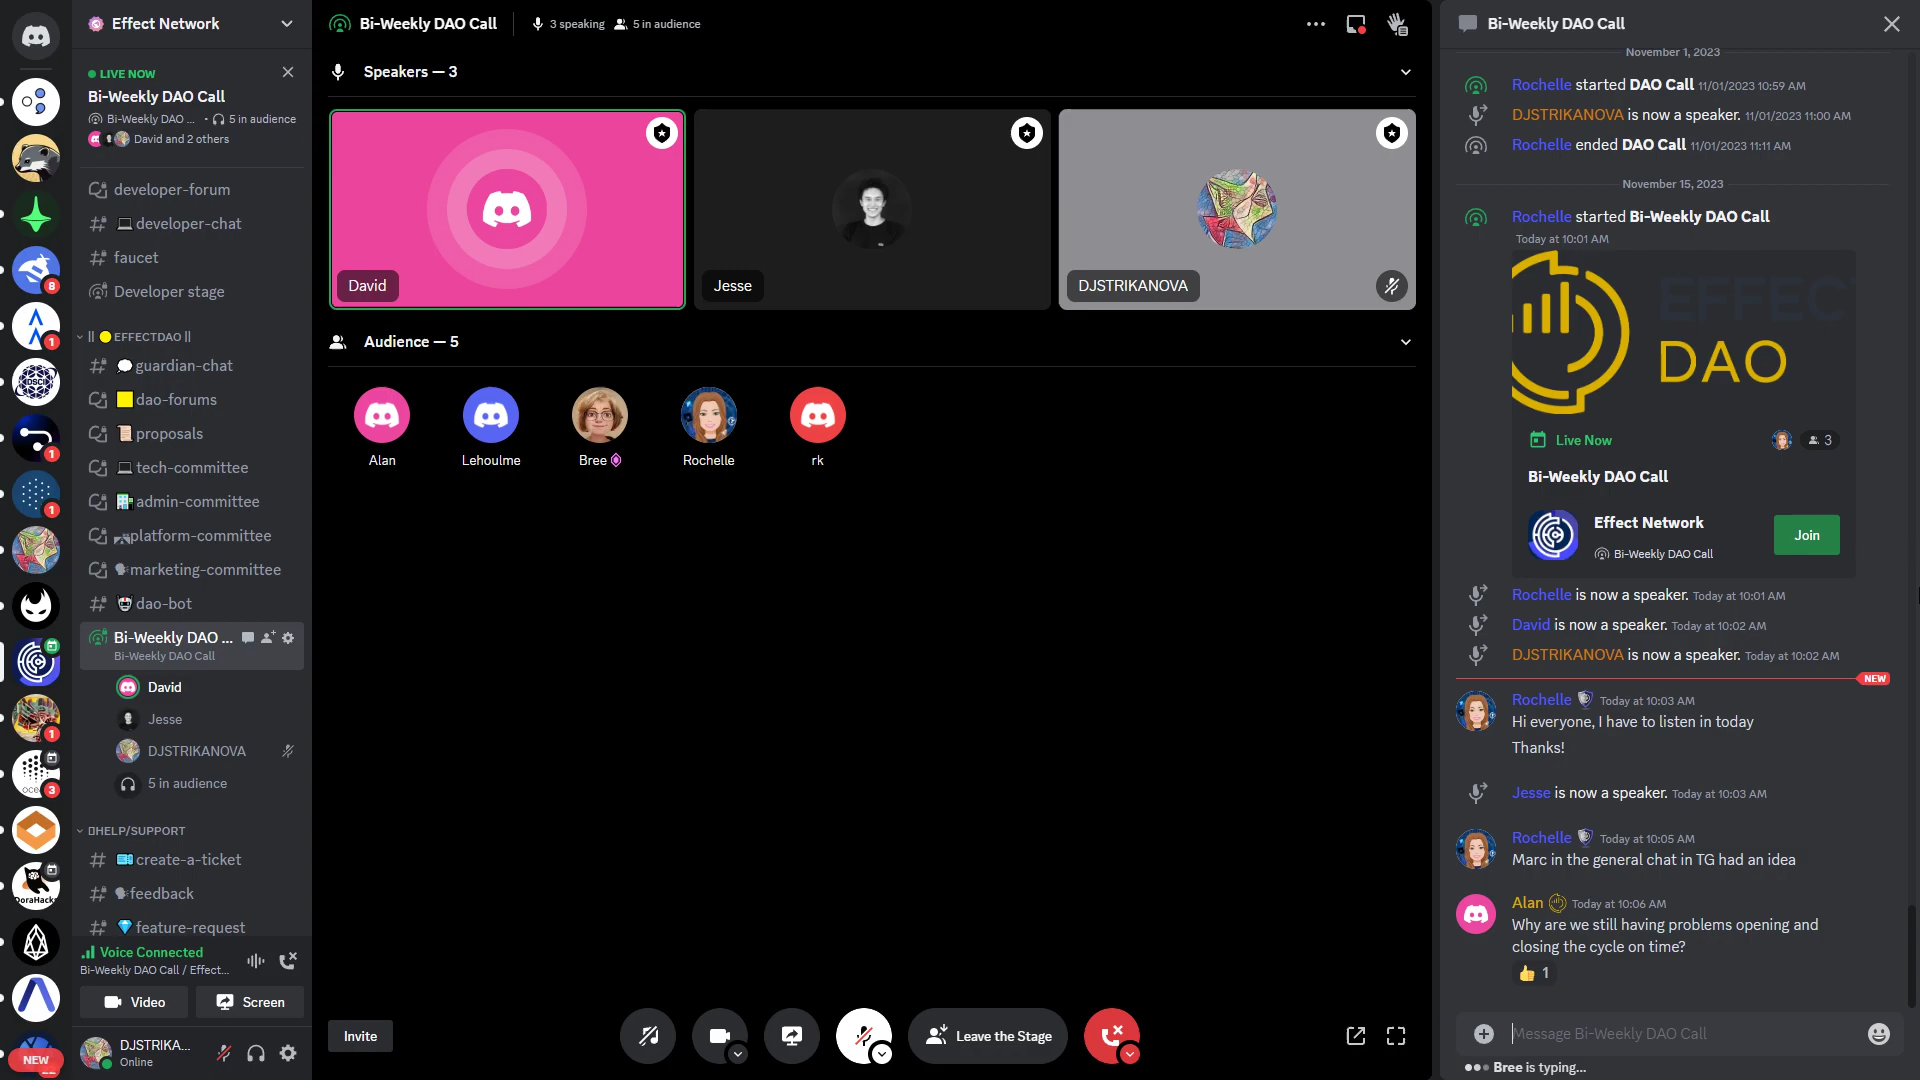 Effect Network
LIVE NOW
Bi-Weekly DAO Call
Bi-Weekly DAO ... • 5 in audience
David and 2 others
developer-forum
developer-chat
faucet
Developer stage
|| EFFECTDAO ||
guardian-chat
dao-forums
proposals
tech-committee
admin-committee
platform-committee
marketing-committee
dao-bot
Bi-Weekly DAO ...
Bi-Weekly DAO Call
David
Jesse
DJSTRIKANOVA
5 in audience
HELP/SUPPORT
create-a-ticket
feedback
feature-request
Voice Connected
Bi-Weekly DAO Call / Effect...
Video
Screen
DJSTRIKA...
Online
8
1
DSCI
1
1
1
3
DoraHacks
NEW
Bi-Weekly DAO Call
3 speaking
5 in audience
Speakers — 3
David
Jesse
DJSTRIKANOVA
Audience — 5
Alan
Lehoulme
Bree
Rochelle
rk
Invite
Leave the Stage
Bi-Weekly DAO Call
November 1, 2023
Rochelle started DAO Call 11/01/2023 10:59 AM
DJSTRIKANOVA is now a speaker. 11/01/2023 11:00 AM
Rochelle ended DAO Call 11/01/2023 11:11 AM
November 15, 2023
Rochelle started Bi-Weekly DAO Call
Today at 10:01 AM
EFFEC
DAO
Live Now
3
Bi-Weekly DAO Call
Effect Network
Bi-Weekly DAO Call
Join
Rochelle is now a speaker. Today at 10:01 AM
David is now a speaker. Today at 10:02 AM
DJSTRIKANOVA is now a speaker. Today at 10:02 AM
NEW
Rochelle Today at 10:03 AM
Hi everyone, I have to listen in today
Thanks!
Jesse is now a speaker. Today at 10:03 AM
Rochelle Today at 10:05 AM
Marc in the general chat in TG had an idea
Alan Today at 10:06 AM
Why are we still having problems opening and
closing the cycle on time?
1
Message Bi-Weekly DAO Call
Bree is typing...